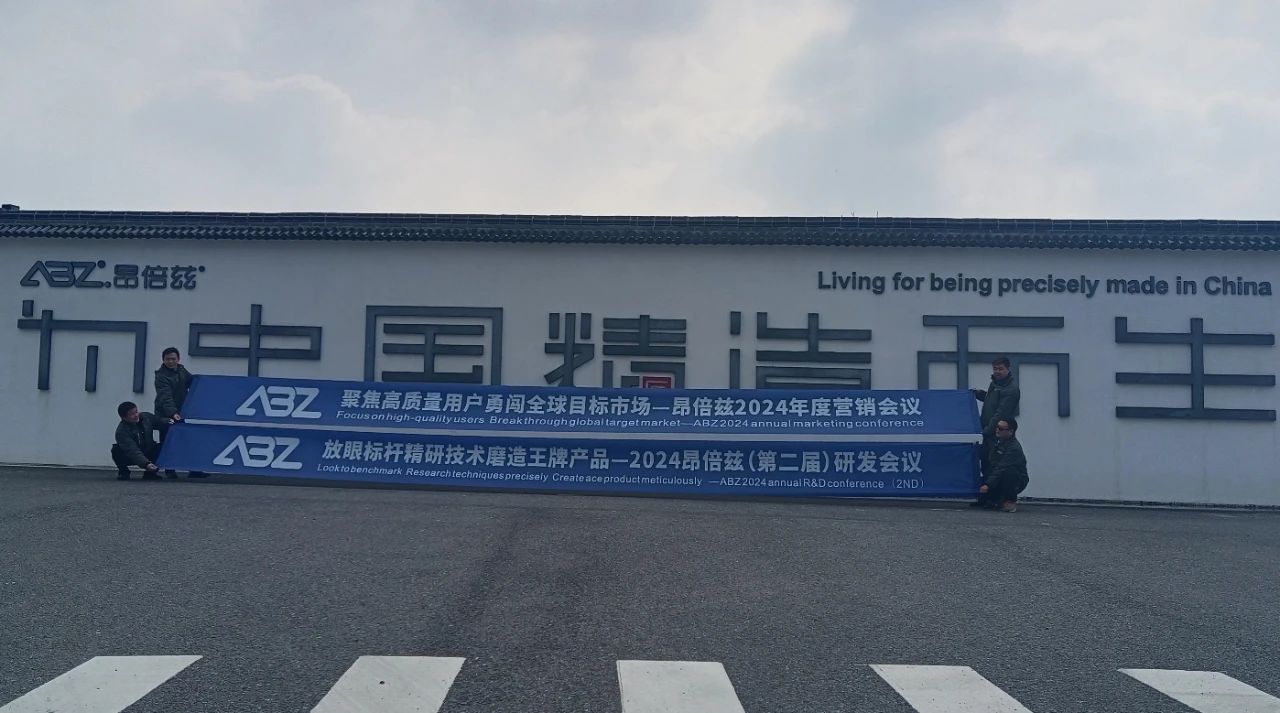 ABZ.昂倍兹
Living for being precisely made in China
为中国精造而生
ABZ 聚焦高质量用户勇闯全球目标市场—昂倍兹2024年度营销会议
Focus on high-quality users Break through global target market—ABZ 2024 annual marketing conference
ABZ 放眼标杆精研技术磨造王牌产品—2024昂倍兹(第二届)研发会议
Look to benchmark Research techniques precisely Create ace product meticulously —ABZ 2024 annual R&D conference (2ND)